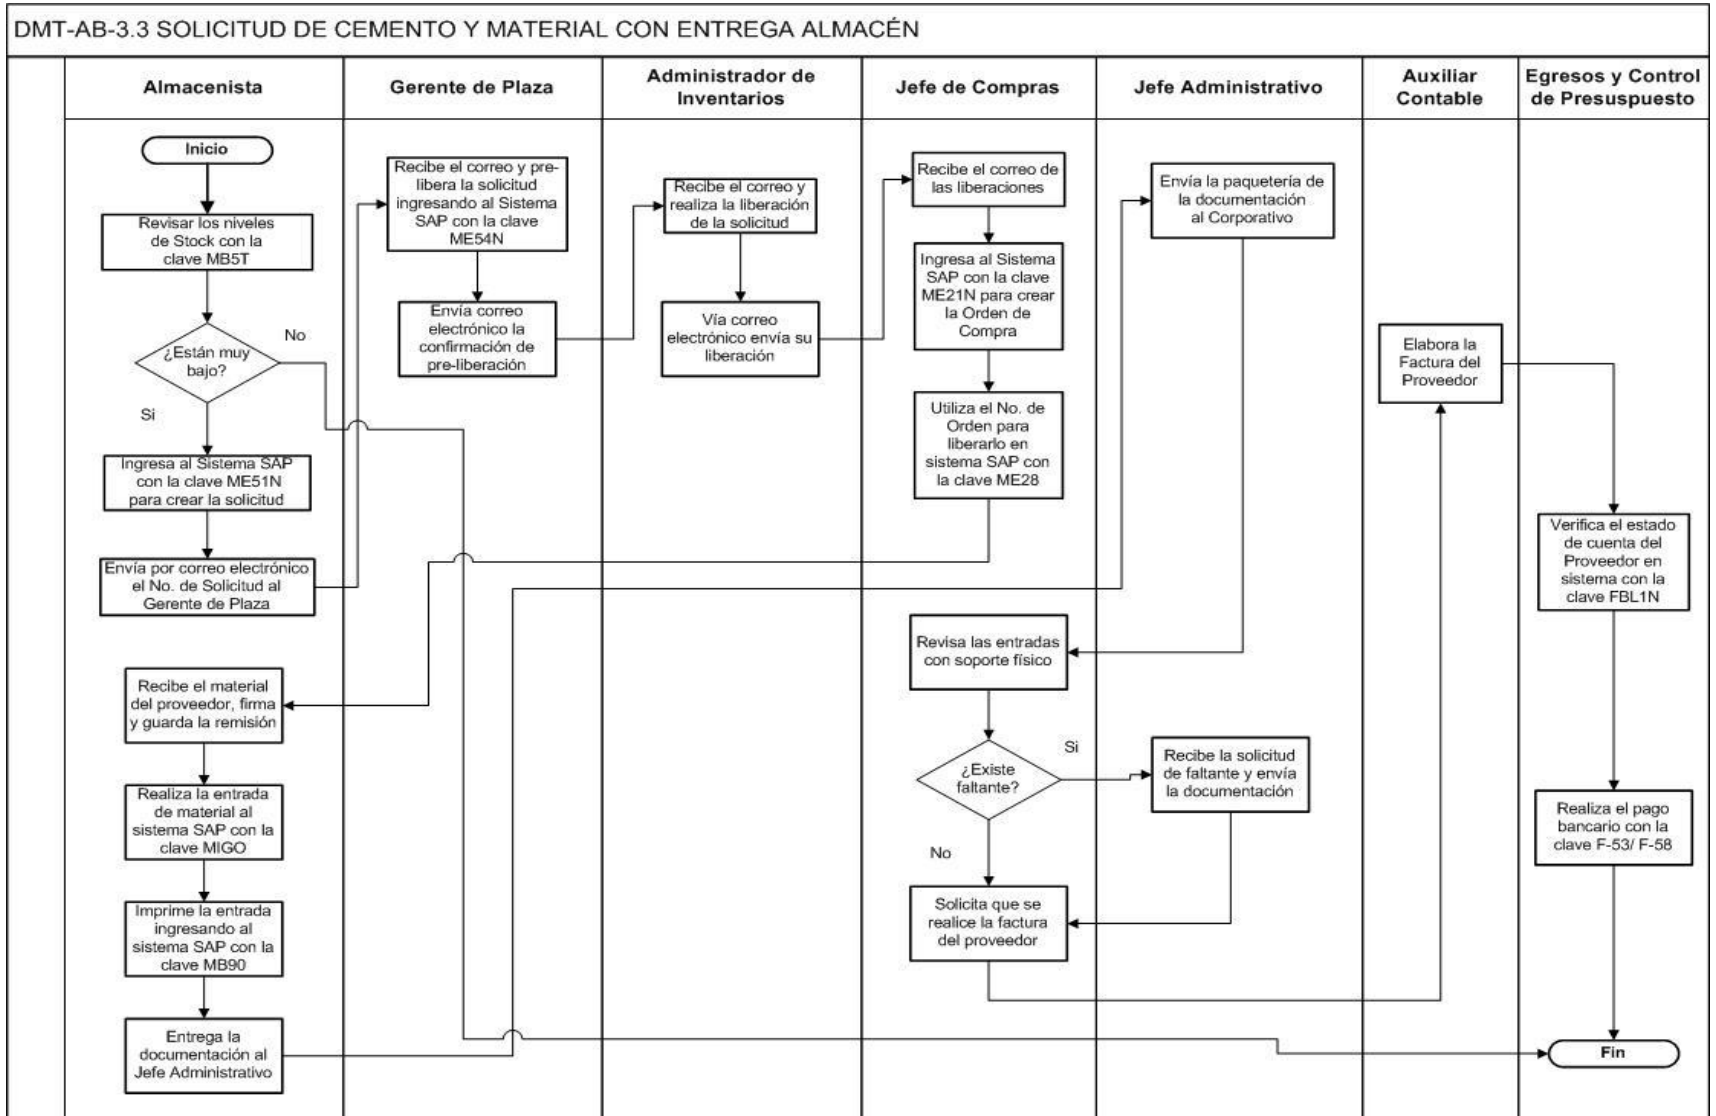 DMT-AB-3.3 SOLICITUD DE CEMENTO Y MATERIAL CON ENTREGA ALMACÉN
Almacenista
Gerente de Plaza
Administrador de
Inventarios
Jefe de Compras
Jefe Administrativo
Auxiliar
Contable
Egresos y Control
de Presuspuesto
Inicio
Revisar los niveles
de Stock con la
clave MB5T
¿Están muy
bajo?
No
Si
Ingresa al Sistema SAP
con la clave ME51N
para crear la solicitud
Envía por correo electrónico
el No. de Solicitud al
Gerente de Plaza
Recibe el material
del proveedor, firma
y guarda la remisión
Realiza la entrada
de material al
sistema SAP con la
clave MIGO
Imprime la entrada
ingresando al
sistema SAP con la
clave MB90
Entrega la
documentación al
Jefe Administrativo
Recibe el correo y pre-
libera la solicitud
ingresando al Sistema
SAP con la clave
ME54N
Envía correo
electrónico la
confirmación de
pre-liberación
Recibe el correo y
realiza la liberación
de la solicitud
Vía correo
electrónico envía su
liberación
Recibe el correo de
las liberaciones
Ingresa al Sistema
SAP con la clave
ME21N para crear
la Orden de
Compra
Utiliza el No. de
Orden para
liberarlo en
sistema SAP con
la clave ME28
Revisa las entradas
con soporte físico
¿Existe
faltante?
Si
No
Solicita que se
realice la factura
del proveedor
Envía la paquetería de
la documentación
al Corporativo
Recibe la solicitud
de faltante y envía
la documentación
Elabora la
Factura del
Proveedor
Verifica el estado
de cuenta del
Proveedor en
sistema con la
clave FBL1N
Realiza el pago
bancario con la
clave F-53/ F-58
Fin